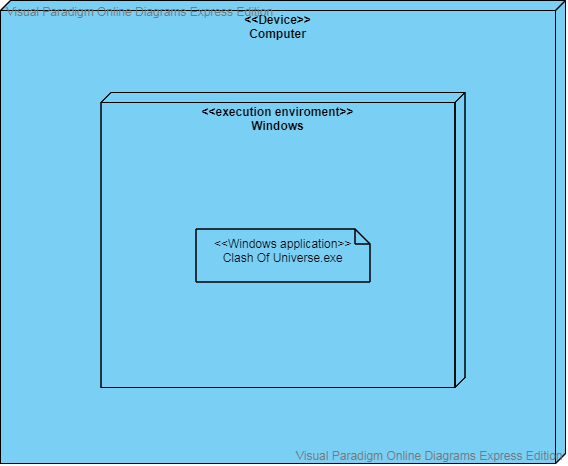 Visual Paradigm Online Diagrams Express Edition
<<Device>>
Computer
<<execution enviroment>>
Windows
<<Windows application>>
Clash Of Universe.exe
Visual Paradigm Online Diagrams Express Edition